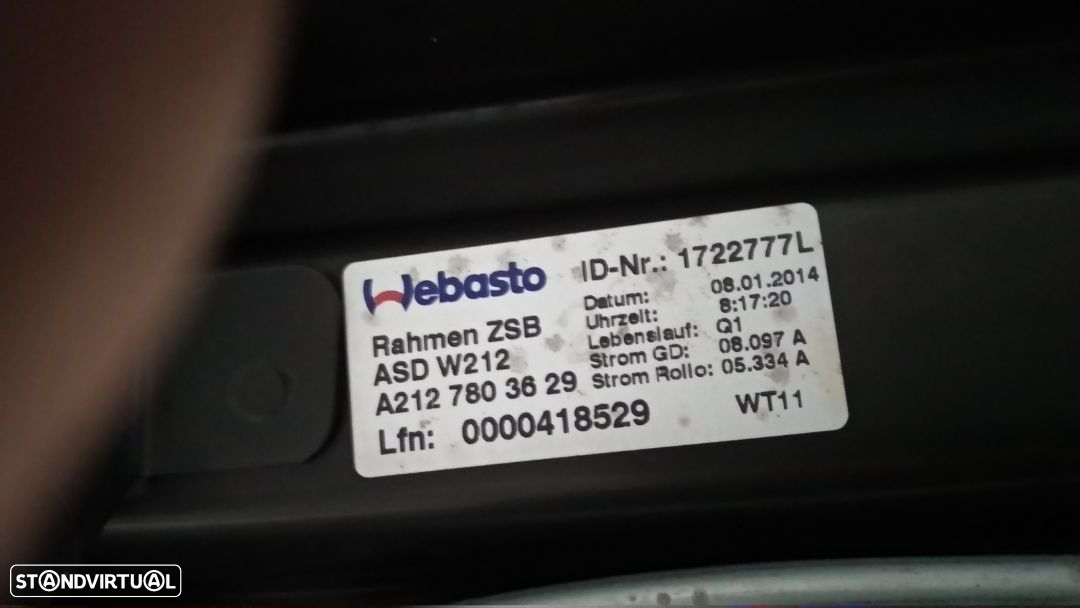 Webasto
ID-Nr.: 1722777L
Rahmen ZSB
ASD W212
A212 780 36 29
Datum: 08.01.2014
Uhrzeit: 8:17:20
Lebenslauf: Q1
Strom GD: 08.097 A
Strom Rollo: 05.334 A
Lfn: 0000418529
WT11
STANDVIRTUAL